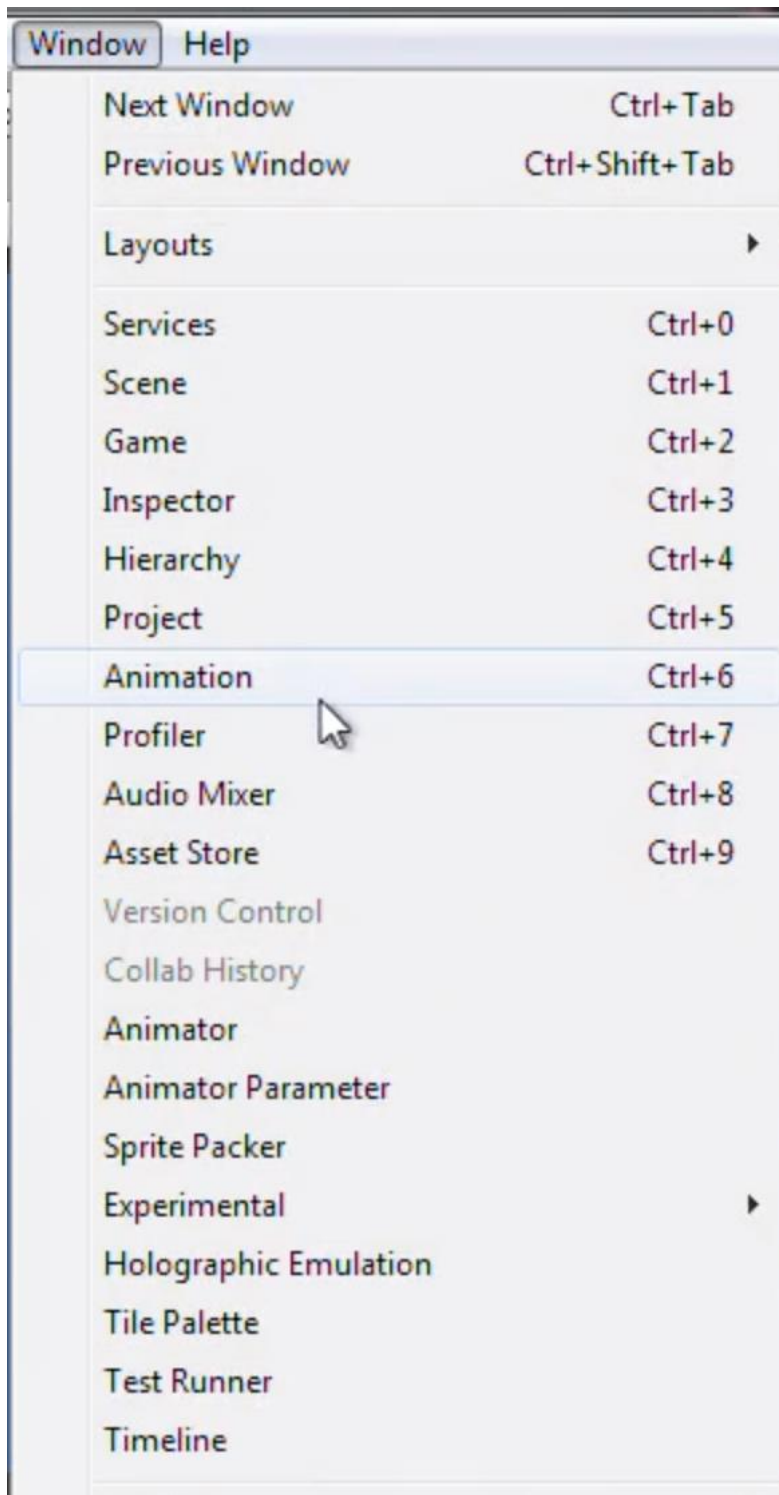 Window Help
Next Window Ctrl+Tab
Previous Window Ctrl+Shift+Tab
Layouts
Services Ctrl+0
Scene Ctrl+1
Game Ctrl+2
Inspector Ctrl+3
Hierarchy Ctrl+4
Project Ctrl+5
Animation Ctrl+6
Profiler Ctrl+7
Audio Mixer Ctrl+8
Asset Store Ctrl+9
Version Control
Collab History
Animator
Animator Parameter
Sprite Packer
Experimental
Holographic Emulation
Tile Palette
Test Runner
Timeline